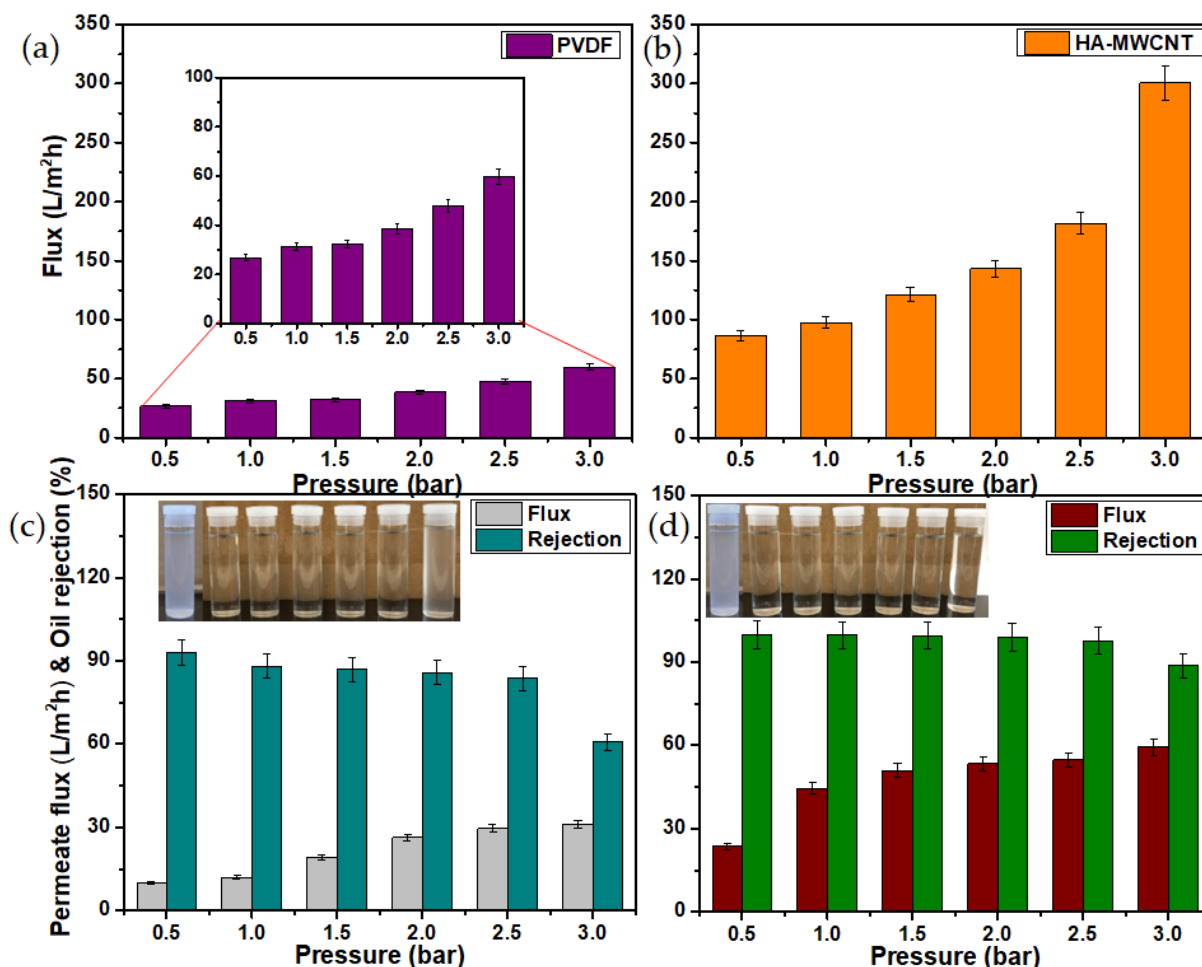 (a)
PVDF
Flux (L/m²h)
350
300
250
200
150
100
50
0
100
80
60
40
20
0
0.5 1.0 1.5 2.0 2.5 3.0
0.5 1.0 1.5 2.0 2.5 3.0
Pressure (bar)
(b)
HA-MWCNT
350
300
250
200
150
100
50
0
0.5 1.0 1.5 2.0 2.5 3.0
Pressure (bar)
(c)
Flux
Rejection
Permeate flux (L/m²h) & Oil rejection (%)
150
120
90
60
30
0
0.5 1.0 1.5 2.0 2.5 3.0
Pressure (bar)
(d)
Flux
Rejection
150
120
90
60
30
0
0.5 1.0 1.5 2.0 2.5 3.0
Pressure (bar)